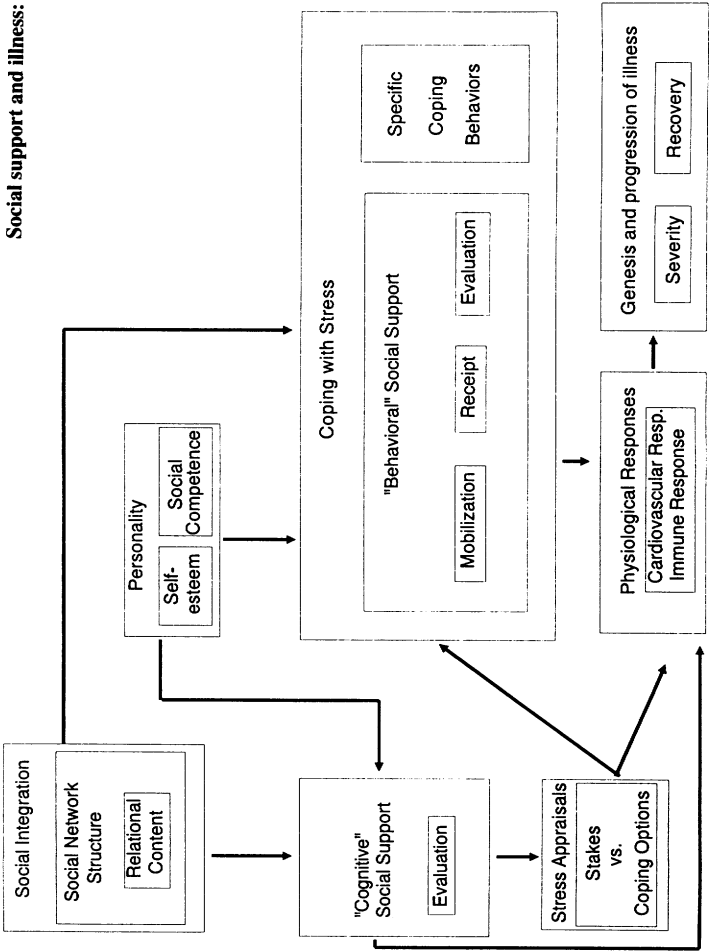 Social support and illness:
Social Integration
Social Network
Structure
Relational
Content
Personality
Self-
esteem
Social
Competence
Coping with Stress
"Behavioral" Social Support
Mobilization
Receipt
Evaluation
Specific
Coping
Behaviors
"Cognitive"
Social Support
Evaluation
Stress Appraisals
Stakes
vs.
Coping Options
Physiological Responses
Cardiovascular Resp.
Immune Response
Genesis and progression of illness
Severity
Recovery